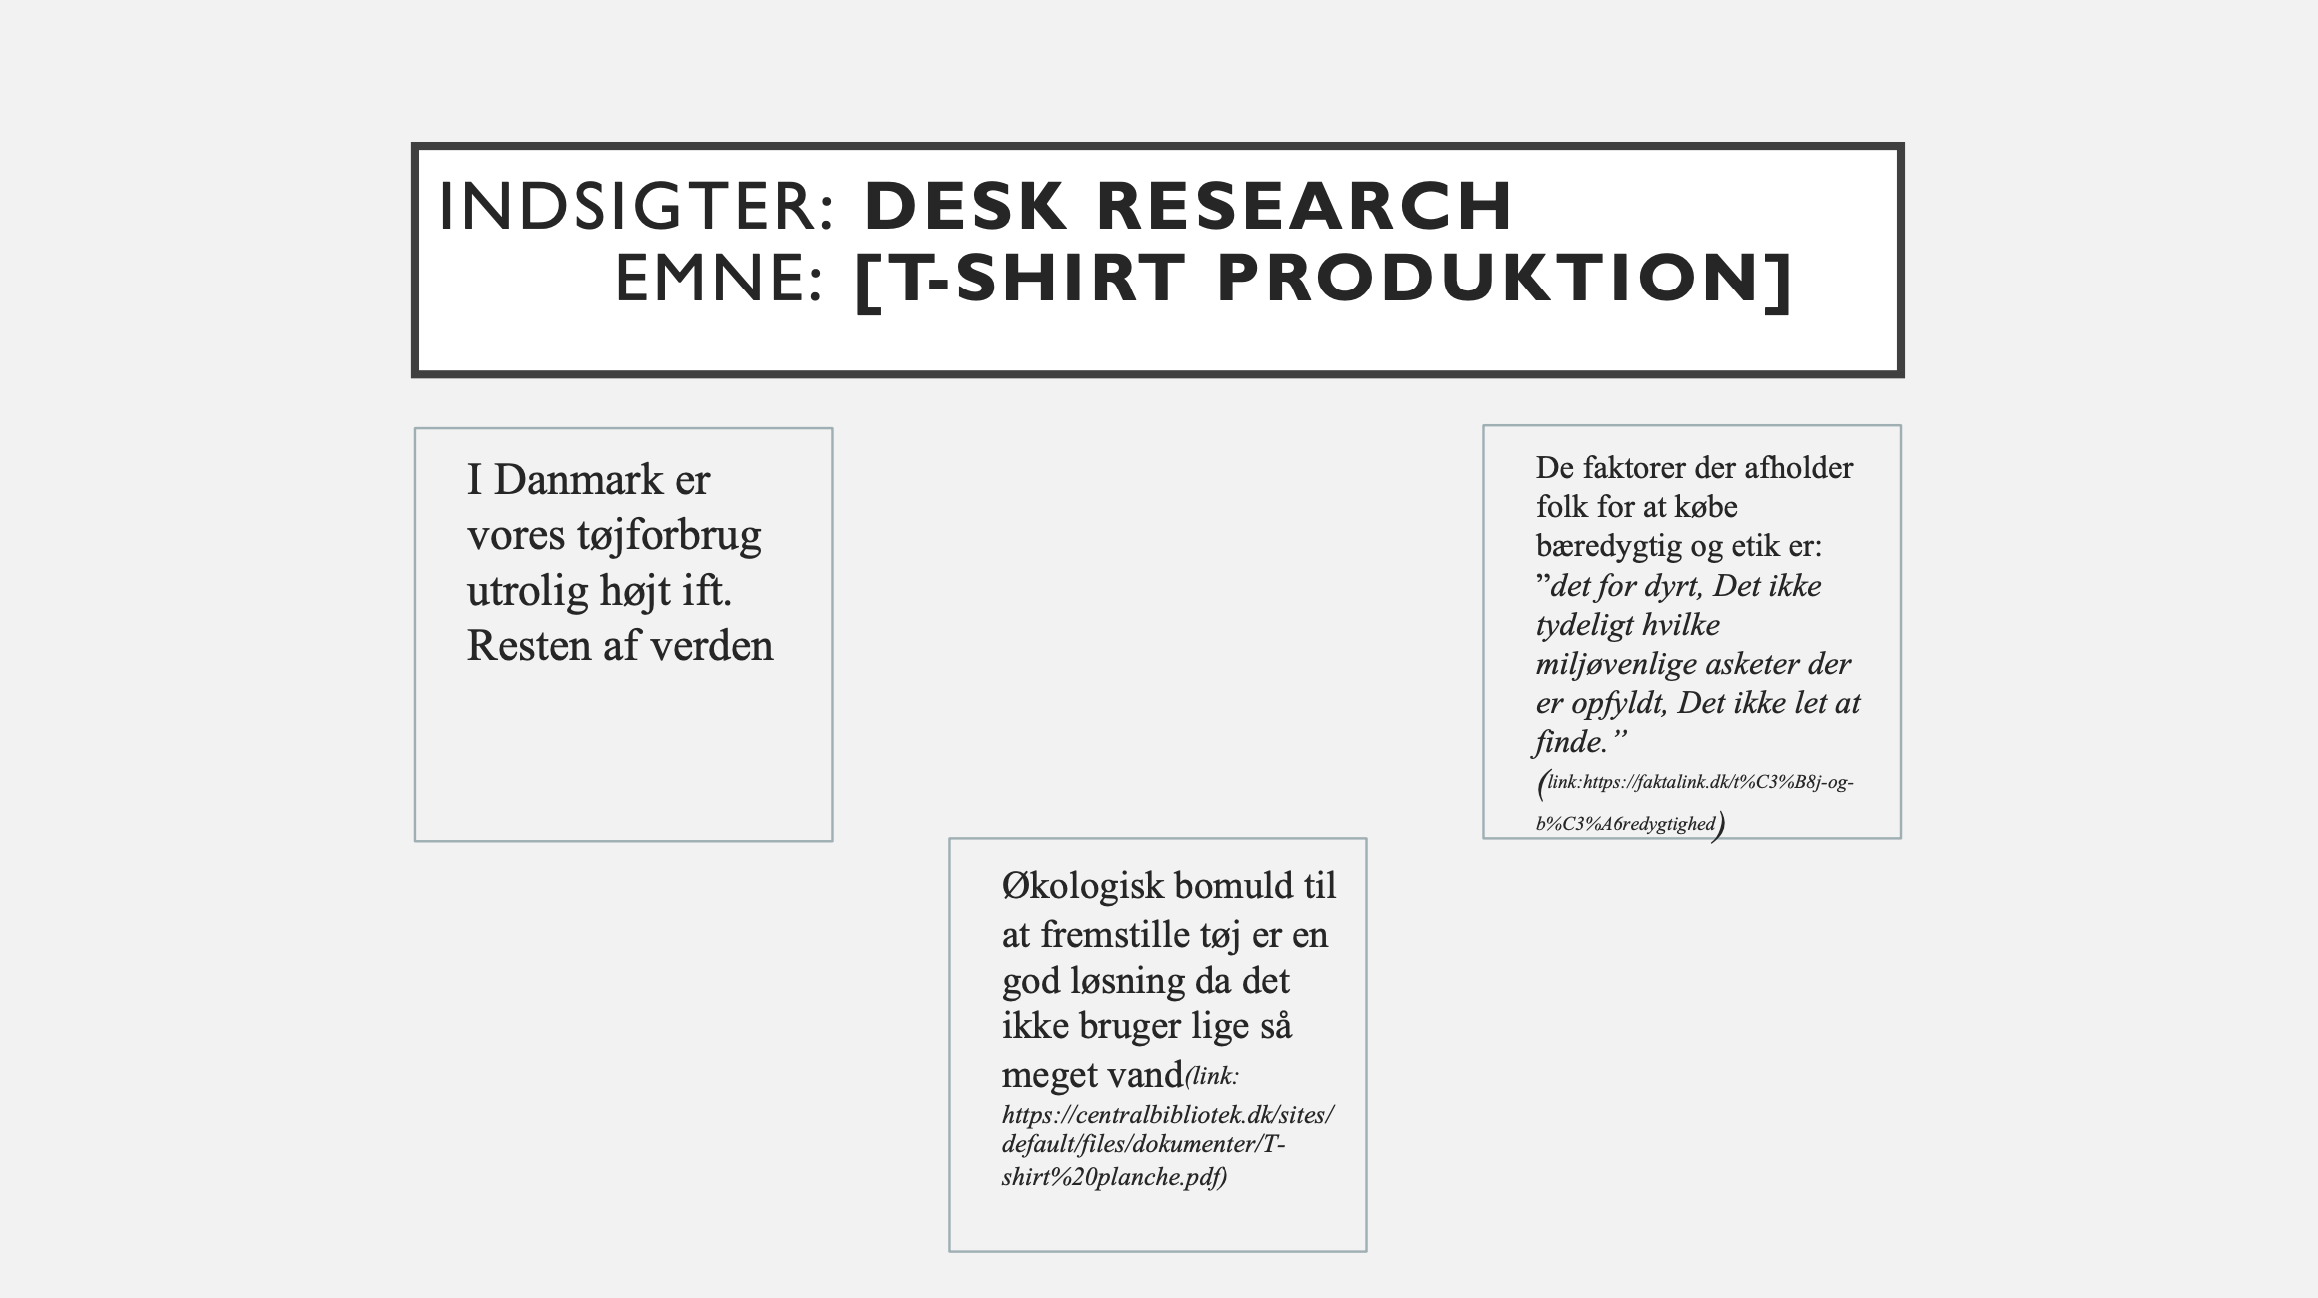 INDSIGTER: DESK RESEARCH
EMNE: [T-SHIRT PRODUKTION]
I Danmark er
vores tøjforbrug
utrolig højt ift.
Resten af verden
Økologisk bomuld til
at fremstille tøj er en
god løsning da det
ikke bruger lige så
meget vand(link:
https://centralbibliotek.dk/sites/
default/files/dokumenter/T-
shirt%20planche.pdf)
De faktorer der afholder
folk for at købe
bæredygtig og etik er:
”det for dyrt, Det ikke
tydeligt hvilke
miljøvenlige asketer der
er opfyldt, Det ikke let at
finde.”
(link:https://faktalink.dk/t%C3%B8j-og-
b%C3%A6redygtighed)